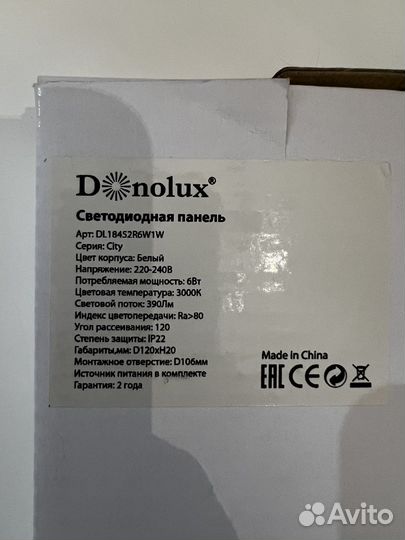 Donolux®
Светодиодная панель
Арт: DL18452R6W1W
Серия: City
Цвет корпуса: Белый
Напряжение: 220-240В
Потребляемая мощность: 6Вт
Цветовая температура: 3000К
Световой поток: 390Лм
Индекс цветопередачи: Ra>80
Угол рассеивания: 120
Степень защиты: IP22
Габариты,мм: D120xH20
Монтажное отверстие: D106мм
Источник питания в комплекте
Гарантия: 2 года
Made in China
EAC CE
Avito